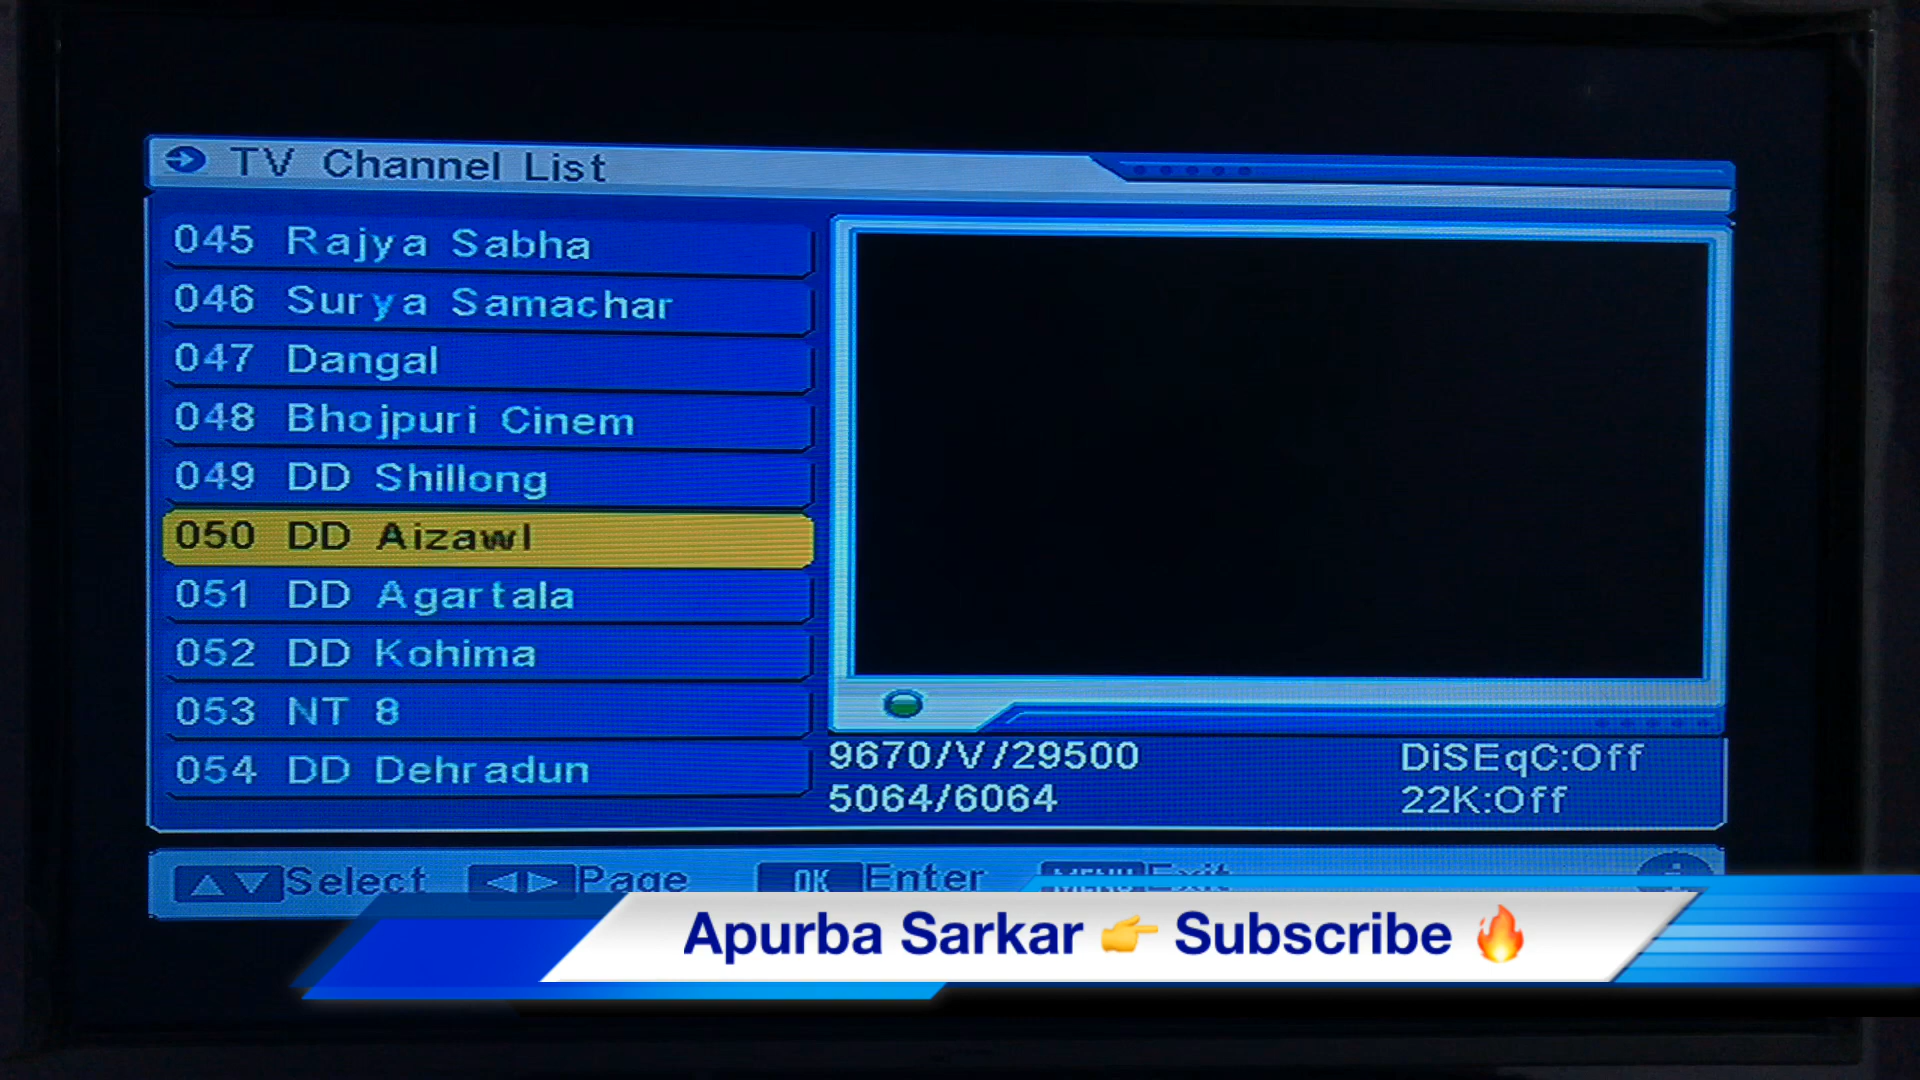 TV Channel List
045 Rajya Sabha
046 Surya Samachar
047 Dangal
048 Bhojpuri Cinem
049 DD Shillong
050 DD Aizawl
051 DD Agartala
052 DD Kohima
053 NT 8
054 DD Dehradun
9670/V/29500 DiSEqC:Off
5064/6064 22K:Off
Select Page OK Enter MENU Exit
Apurba Sarkar 👉 Subscribe 🔥